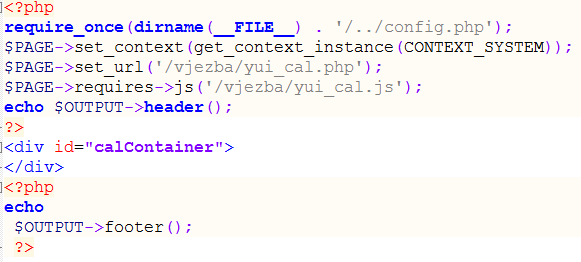 <?php
require_once(dirname(__FILE__) . '/../config.php');
$PAGE->set_context(get_context_instance(CONTEXT_SYSTEM));
$PAGE->set_url('/vjezba/yui_cal.php');
$PAGE->requires->js('/vjezba/yui_cal.js');
echo $OUTPUT->header();
?>
<div id="calContainer">
</div>
<?php
echo
 $OUTPUT->footer();
 ?>